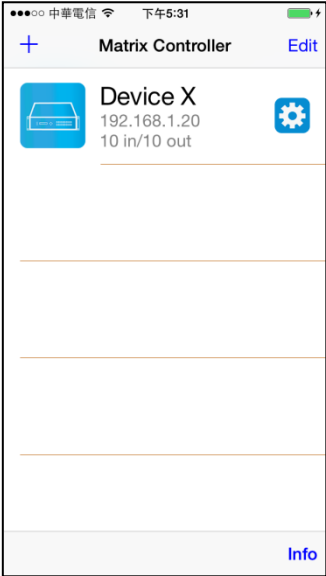 中華電信 下午5:31
+ Matrix Controller Edit
Device X
192.168.1.20
10 in/10 out
Info